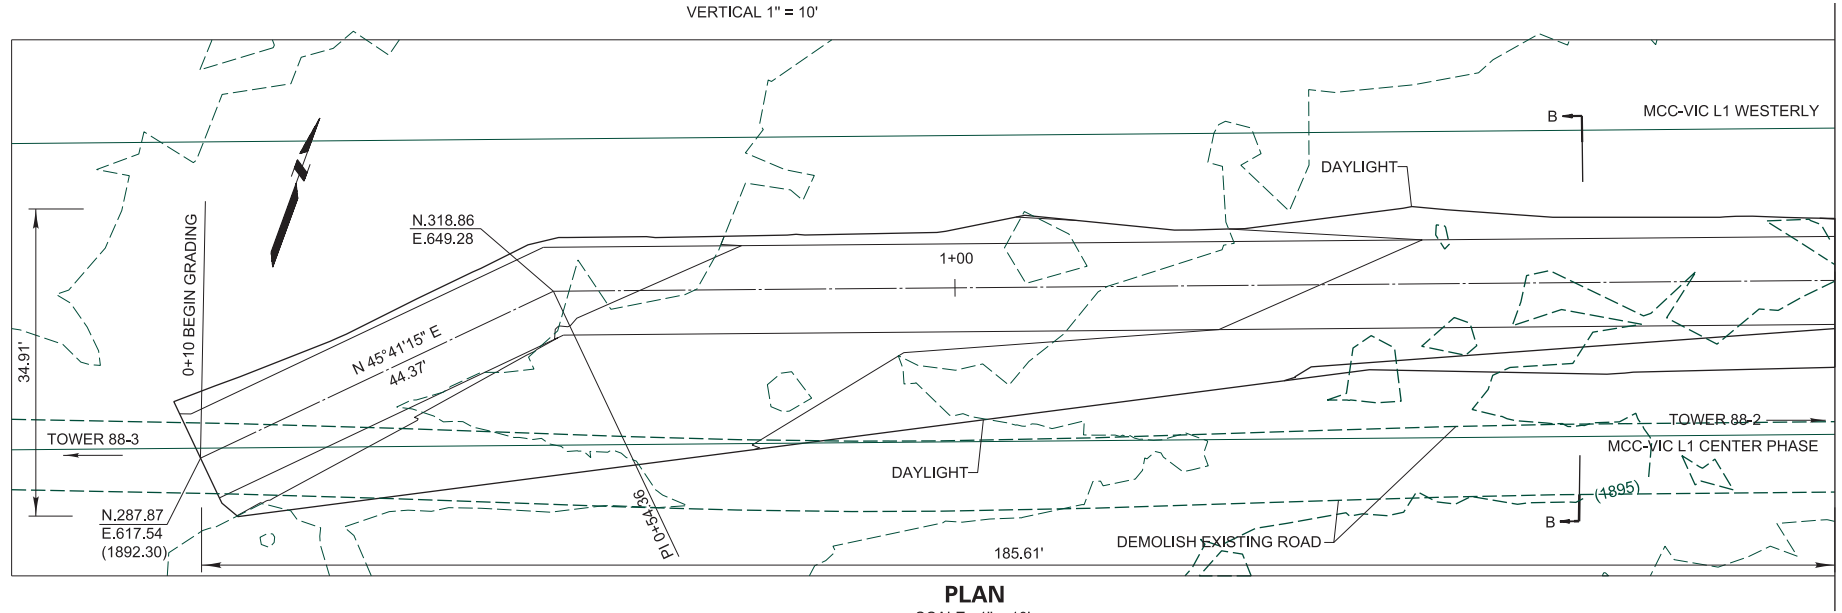 VERTICAL 1" = 10'
MCC-VIC L1 WESTERLY
B
DAYLIGHT
N.318.86
E.649.28
0+10 BEGIN GRADING
1+00
34.91'
N 45°41'15" E
44.37'
TOWER 88-3
TOWER 88-2
MCC-VIC L1 CENTER PHASE
DAYLIGHT
(1895)
N.287.87
E.617.54
(1892.30)
PI 0+54.36
B
DEMOLISH EXISTING ROAD
185.61'
PLAN